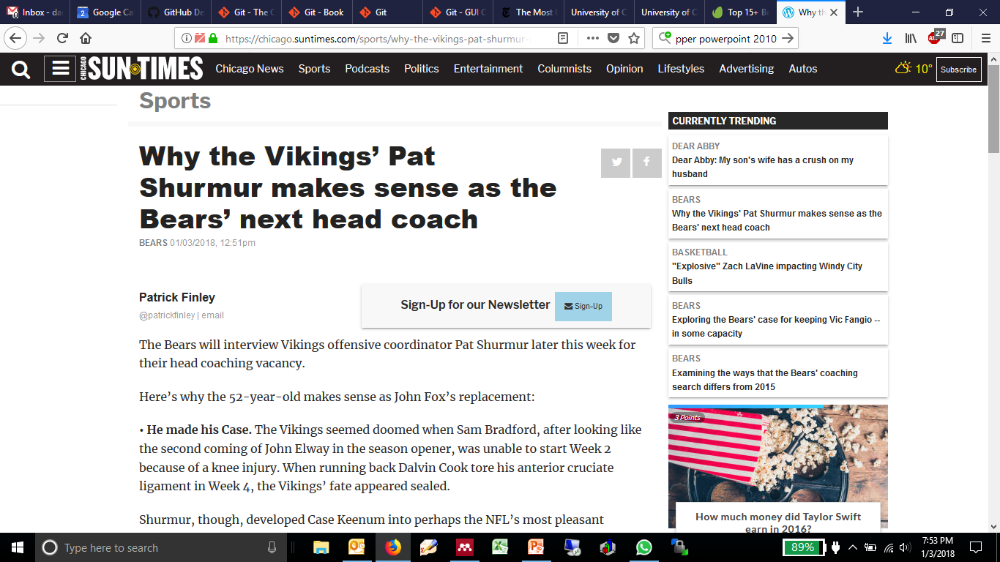 Inbox - da
2 Google Ca
GitHub De
Git - The C
Git - Book
Git
Git - GUI C
The Most
University of C
University of C
Top 15+ B
Why th
https://chicago.suntimes.com/sports/why-the-vikings-pat-shurmur-
pper powerpoint 2010
27
CHICAGO SUN TIMES
Chicago News
Sports
Podcasts
Politics
Entertainment
Columnists
Opinion
Lifestyles
Advertising
Autos
10°
Subscribe
Sports
Why the Vikings’ Pat
Shurmur makes sense as the
Bears’ next head coach
BEARS 01/03/2018, 12:51pm
Patrick Finley
@patrickfinley | email
Sign-Up for our Newsletter
Sign-Up
The Bears will interview Vikings offensive coordinator Pat Shurmur later this week for
their head coaching vacancy.
Here’s why the 52-year-old makes sense as John Fox’s replacement:
• He made his Case. The Vikings seemed doomed when Sam Bradford, after looking like
the second coming of John Elway in the season opener, was unable to start Week 2
because of a knee injury. When running back Dalvin Cook tore his anterior cruciate
ligament in Week 4, the Vikings’ fate appeared sealed.
Shurmur, though, developed Case Keenum into perhaps the NFL’s most pleasant
CURRENTLY TRENDING
DEAR ABBY
Dear Abby: My son's wife has a crush on my
husband
BEARS
Why the Vikings' Pat Shurmur makes sense as the
Bears' next head coach
BASKETBALL
"Explosive" Zach LaVine impacting Windy City
Bulls
BEARS
Exploring the Bears' case for keeping Vic Fangio --
in some capacity
BEARS
Examining the ways that the Bears' coaching
search differs from 2015
3 Points
How much money did Taylor Swift
earn in 2016?
Type here to search
89%
7:53 PM
1/3/2018